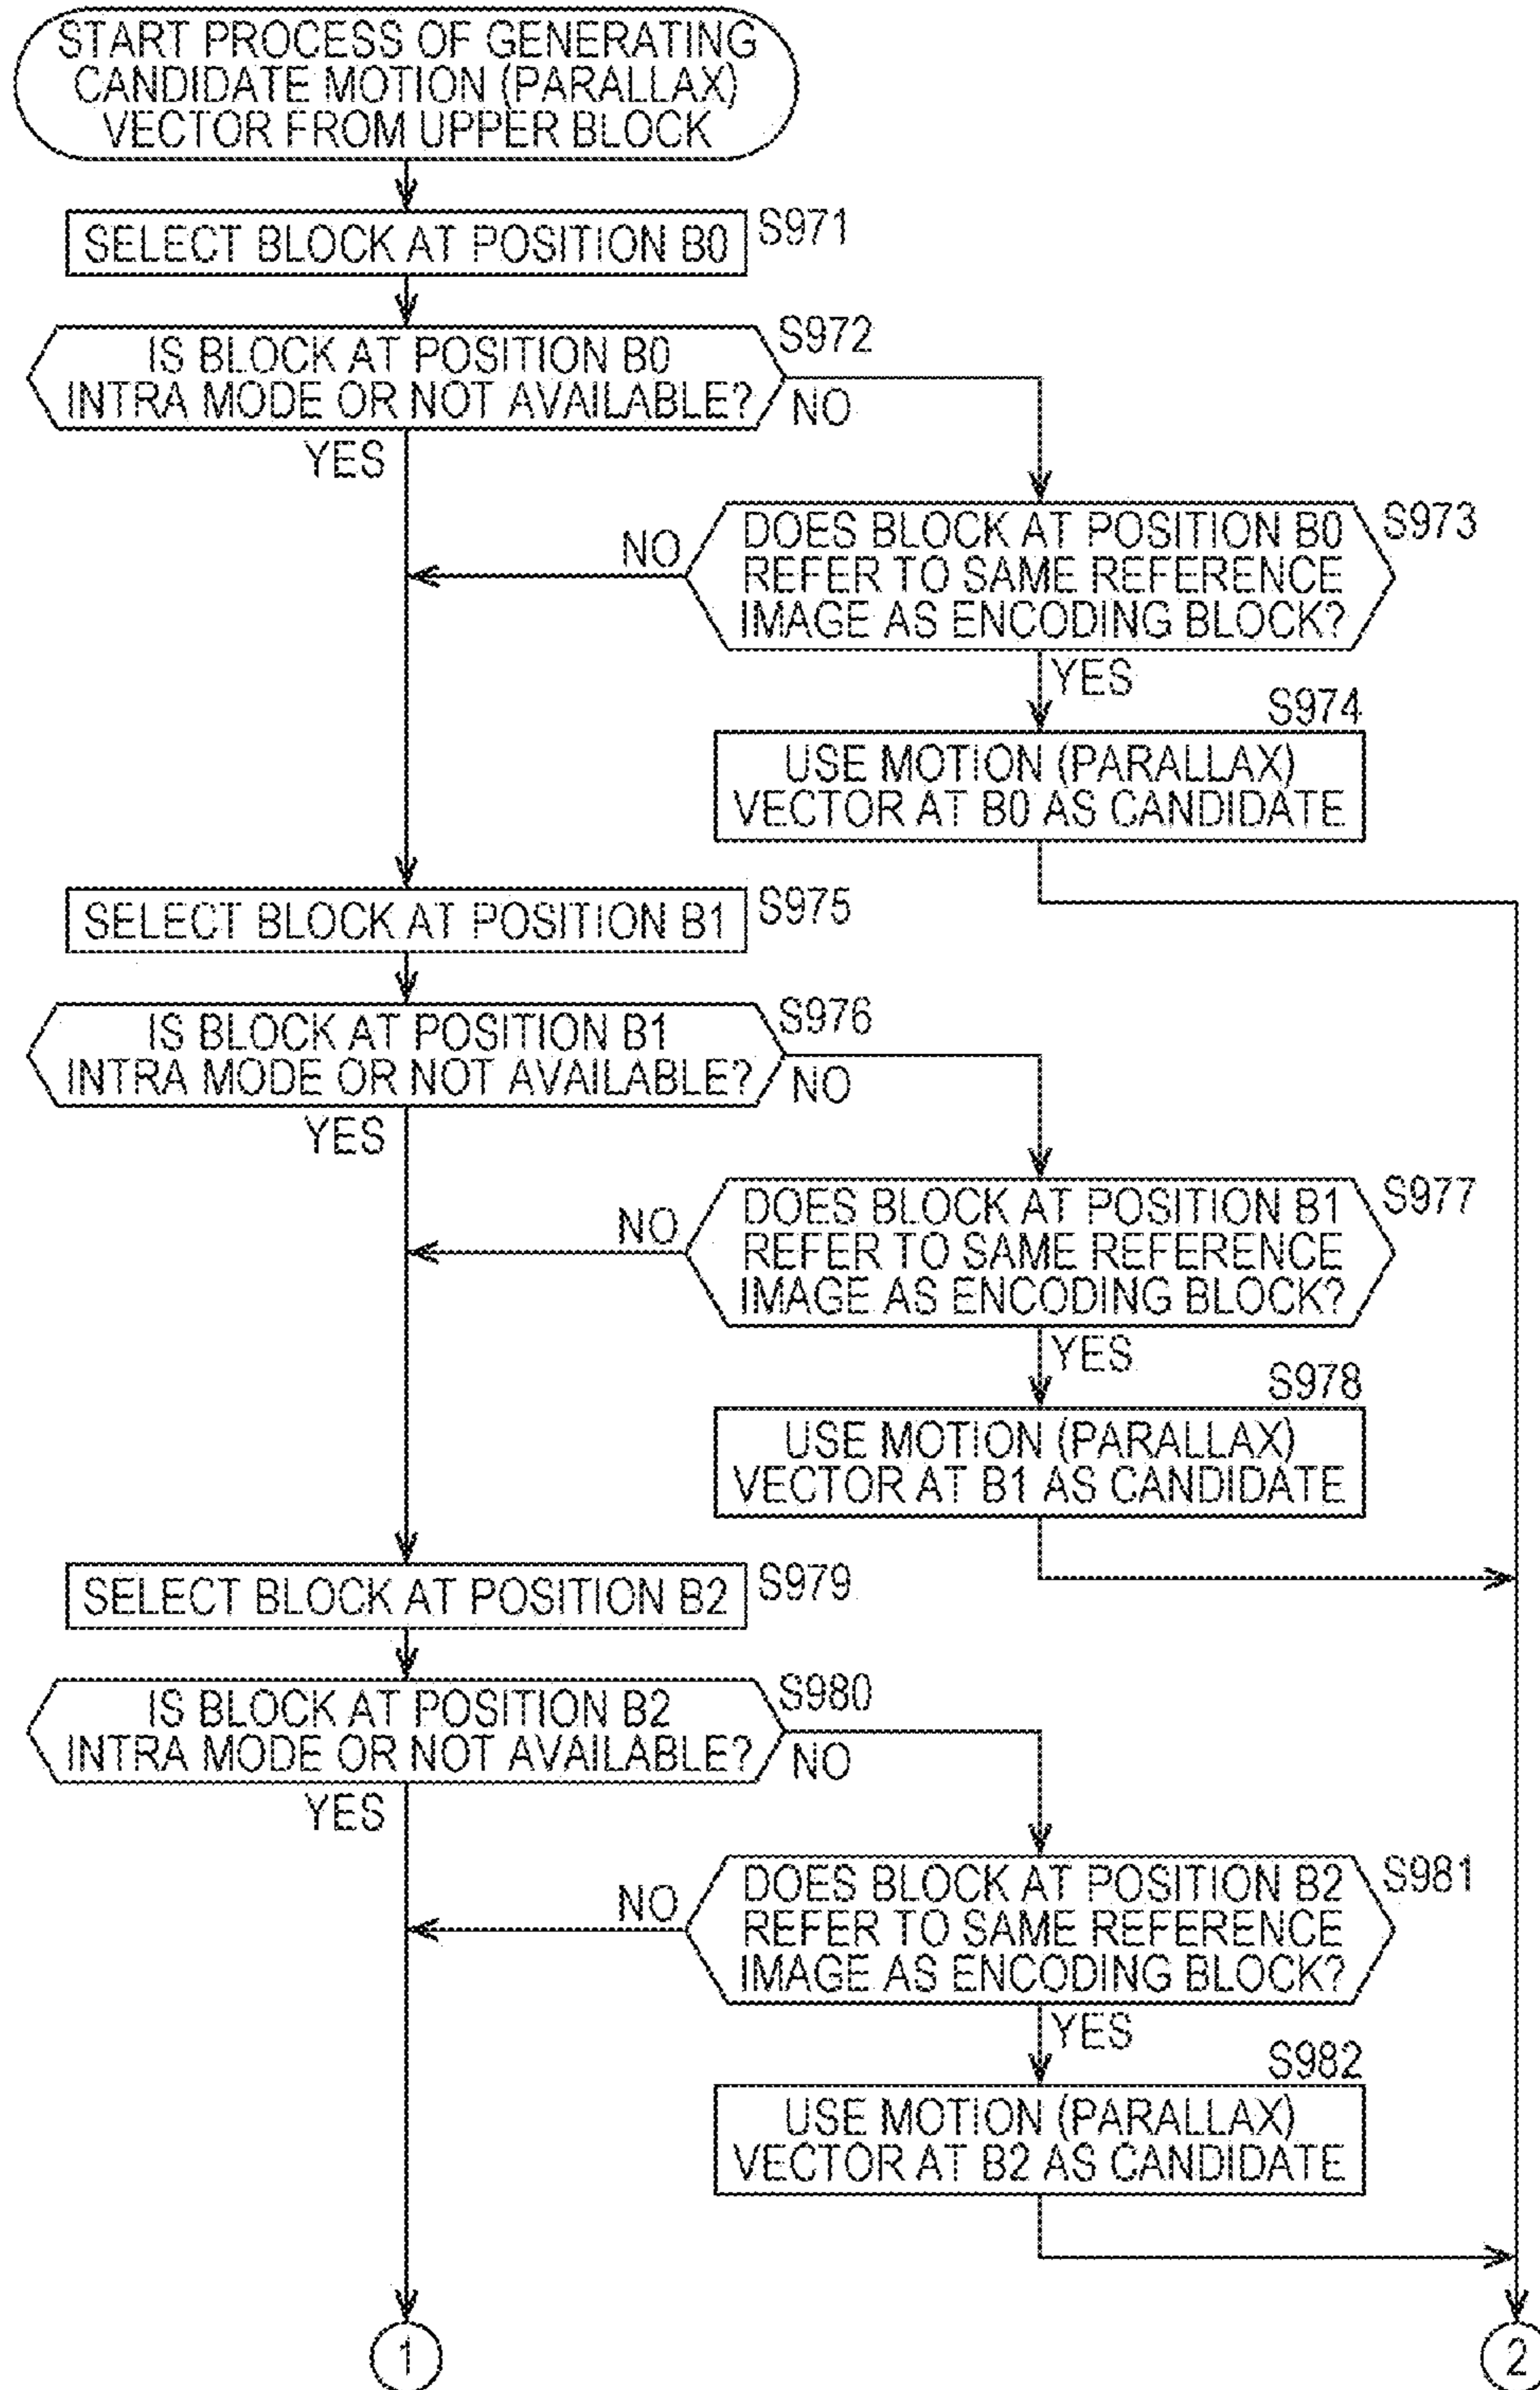 START PROCESS OF GENERATING
CANDIDATE MOTION (PARALLAX)
VECTOR FROM UPPER BLOCK
SELECT BLOCK AT POSITION B0
S971
IS BLOCK AT POSITION B0
INTRA MODE OR NOT AVAILABLE?
S972
NO
YES
DOES BLOCK AT POSITION B0
REFER TO SAME REFERENCE
IMAGE AS ENCODING BLOCK?
S973
NO
YES
S974
USE MOTION (PARALLAX)
VECTOR AT B0 AS CANDIDATE
SELECT BLOCK AT POSITION B1
S975
IS BLOCK AT POSITION B1
INTRA MODE OR NOT AVAILABLE?
S976
NO
YES
DOES BLOCK AT POSITION B1
REFER TO SAME REFERENCE
IMAGE AS ENCODING BLOCK?
S977
NO
YES
S978
USE MOTION (PARALLAX)
VECTOR AT B1 AS CANDIDATE
SELECT BLOCK AT POSITION B2
S979
IS BLOCK AT POSITION B2
INTRA MODE OR NOT AVAILABLE?
S980
NO
YES
DOES BLOCK AT POSITION B2
REFER TO SAME REFERENCE
IMAGE AS ENCODING BLOCK?
S981
NO
YES
S982
USE MOTION (PARALLAX)
VECTOR AT B2 AS CANDIDATE
1
2